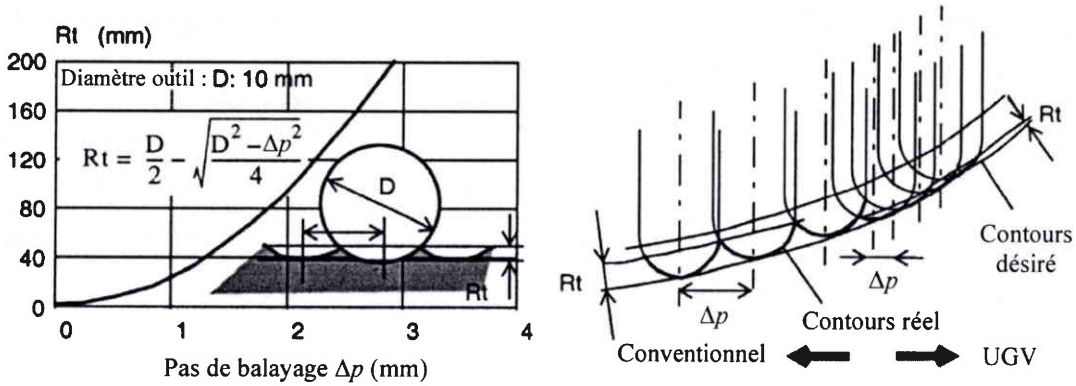 Rt (mm)
200
160
120
80
40
0
Diamètre outil : D: 10 mm
Rt = D/2 - √((D² - Δp²)/4)
D
Rt
0 1 2 3 4
Pas de balayage Δp (mm)
Rt
Contours
désiré
Rt
Δp
Δp
Contours réel
Conventionnel
UGV